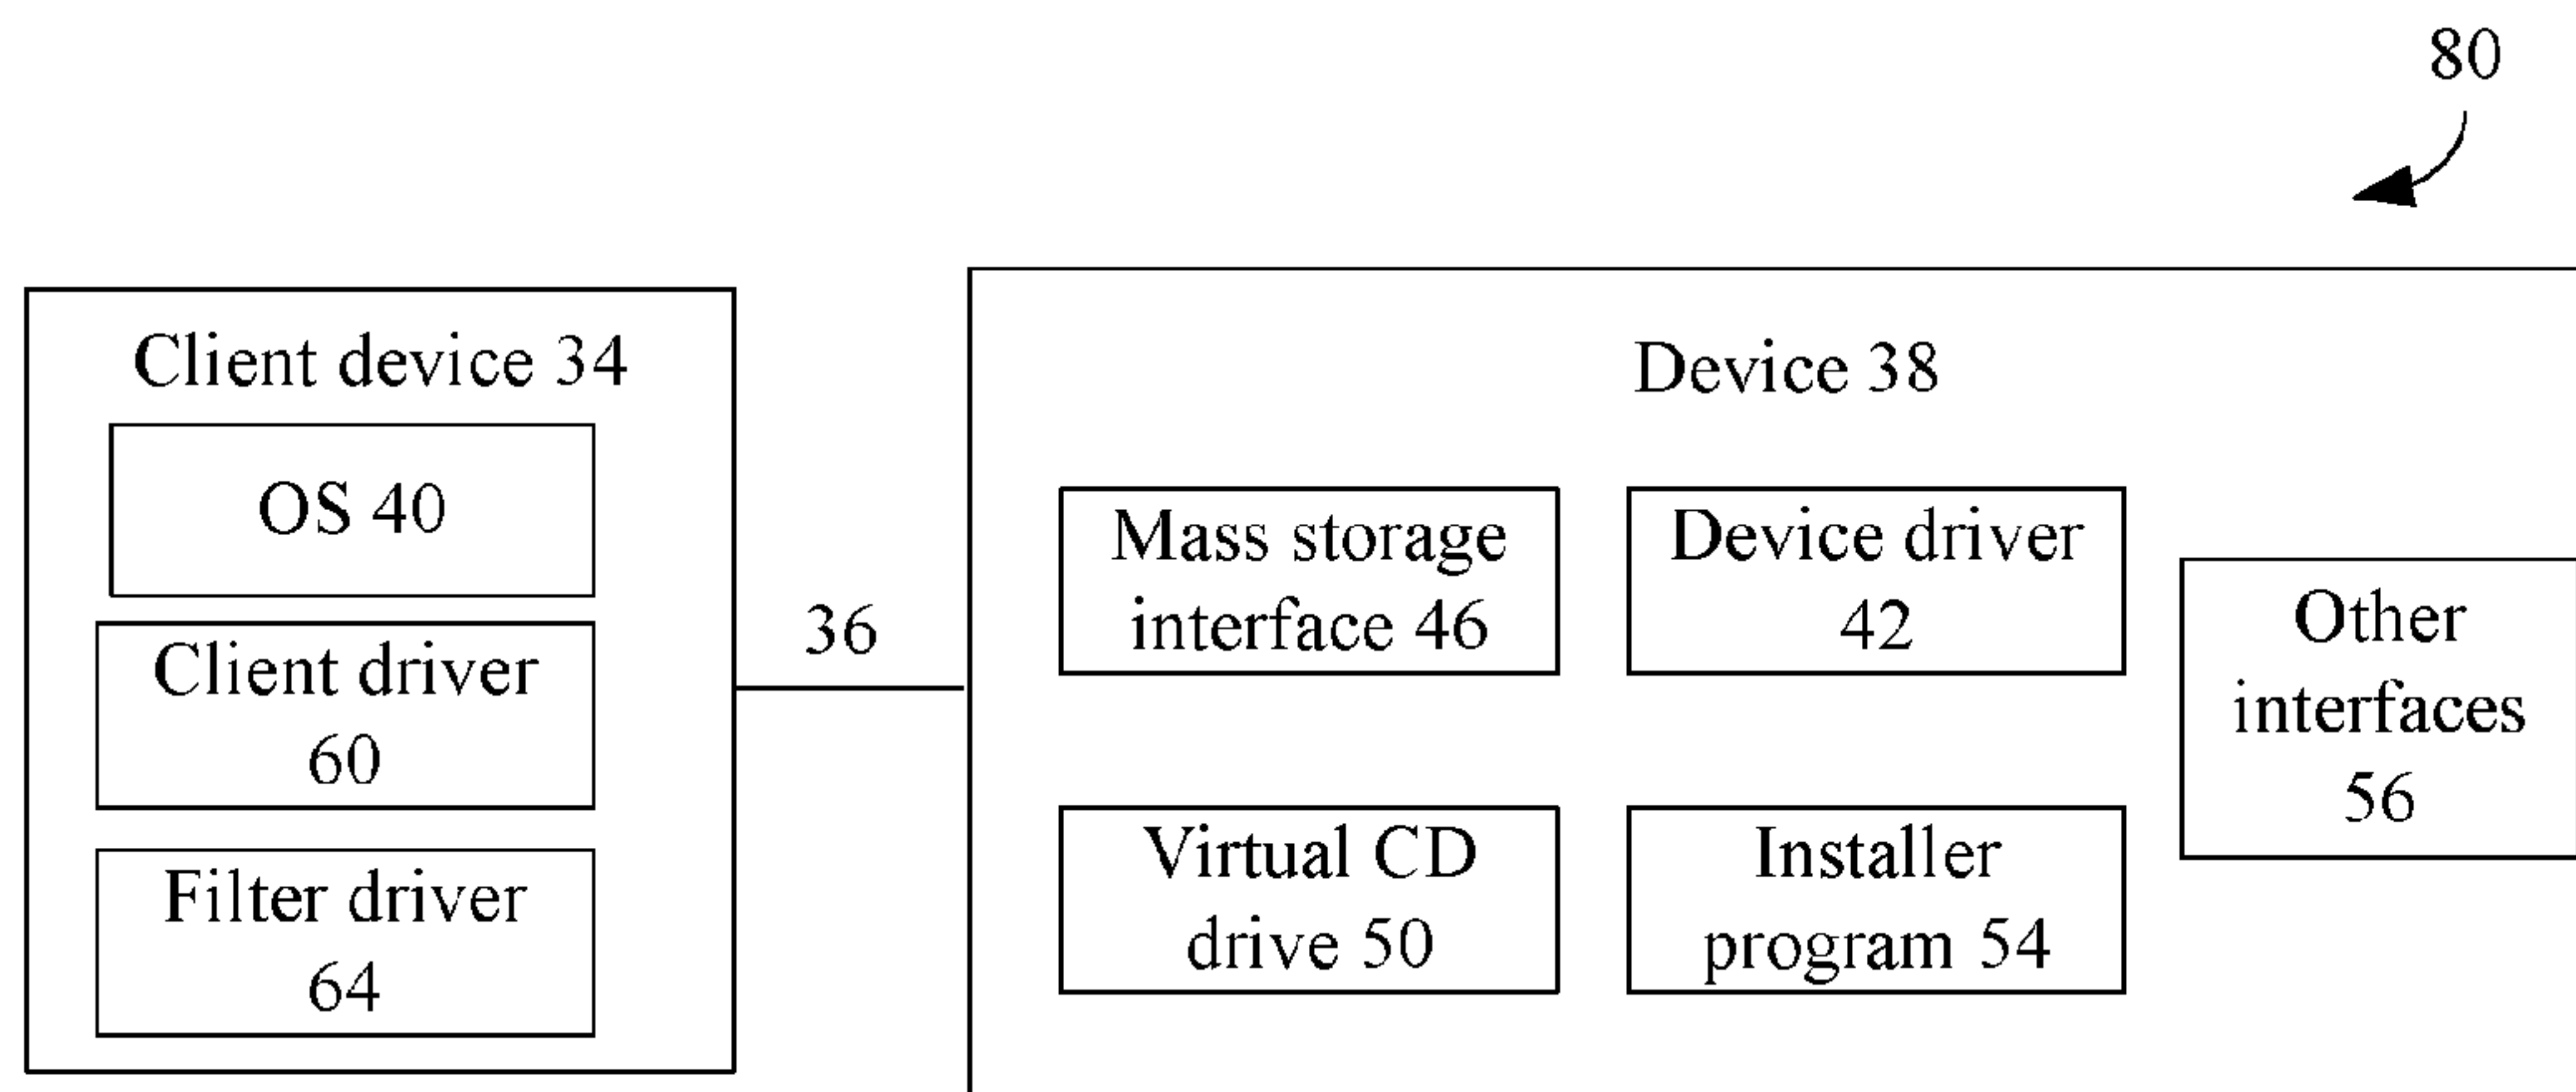 80
Client device 34
OS 40
Client driver
60
Filter driver
64
36
Device 38
Mass storage
interface 46
Device driver
42
Virtual CD
drive 50
Installer
program 54
Other
interfaces
56